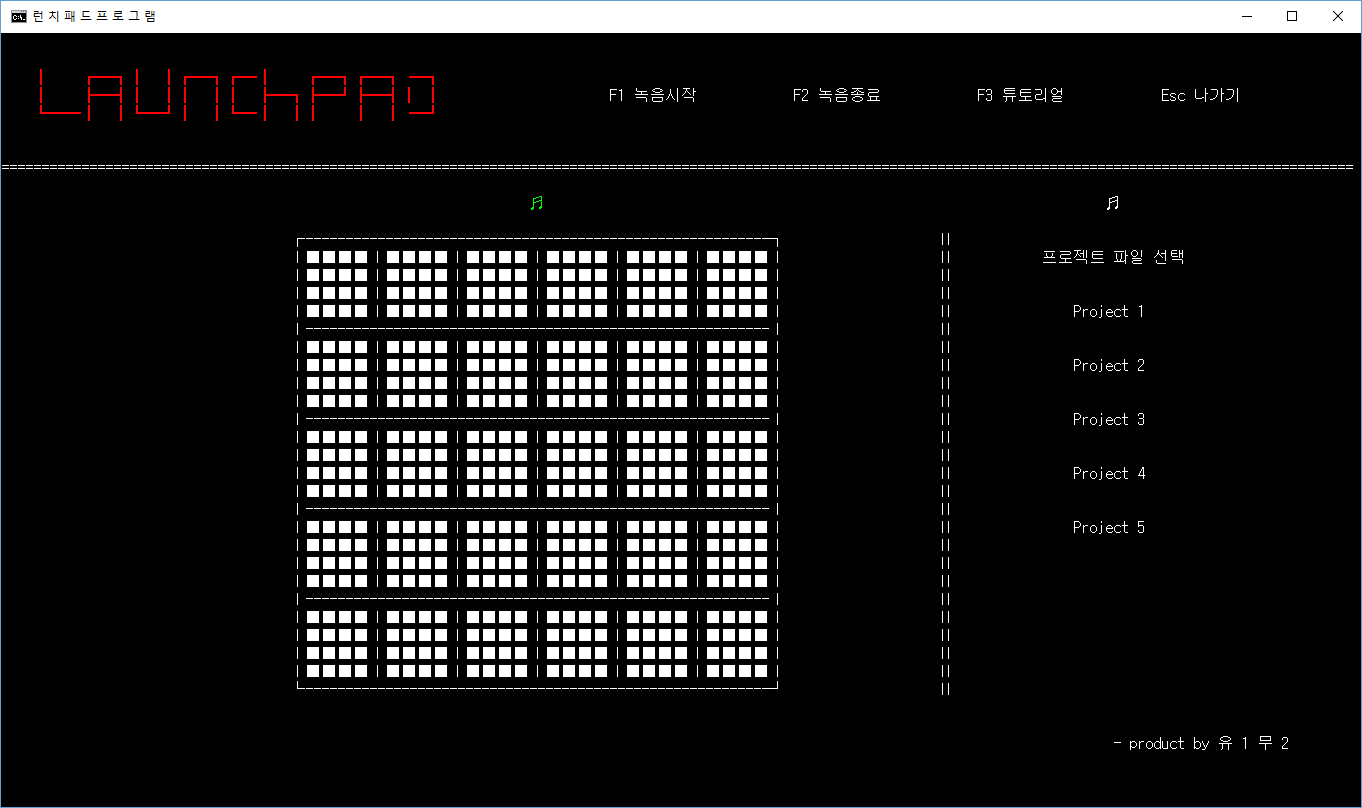 런치패드프로그램
LAUNChPAD
F1 녹음시작 F2 녹음종료 F3 튜토리얼 Esc 나가기
프로젝트 파일 선택
Project 1
Project 2
Project 3
Project 4
Project 5
- product by 유 1 무 2